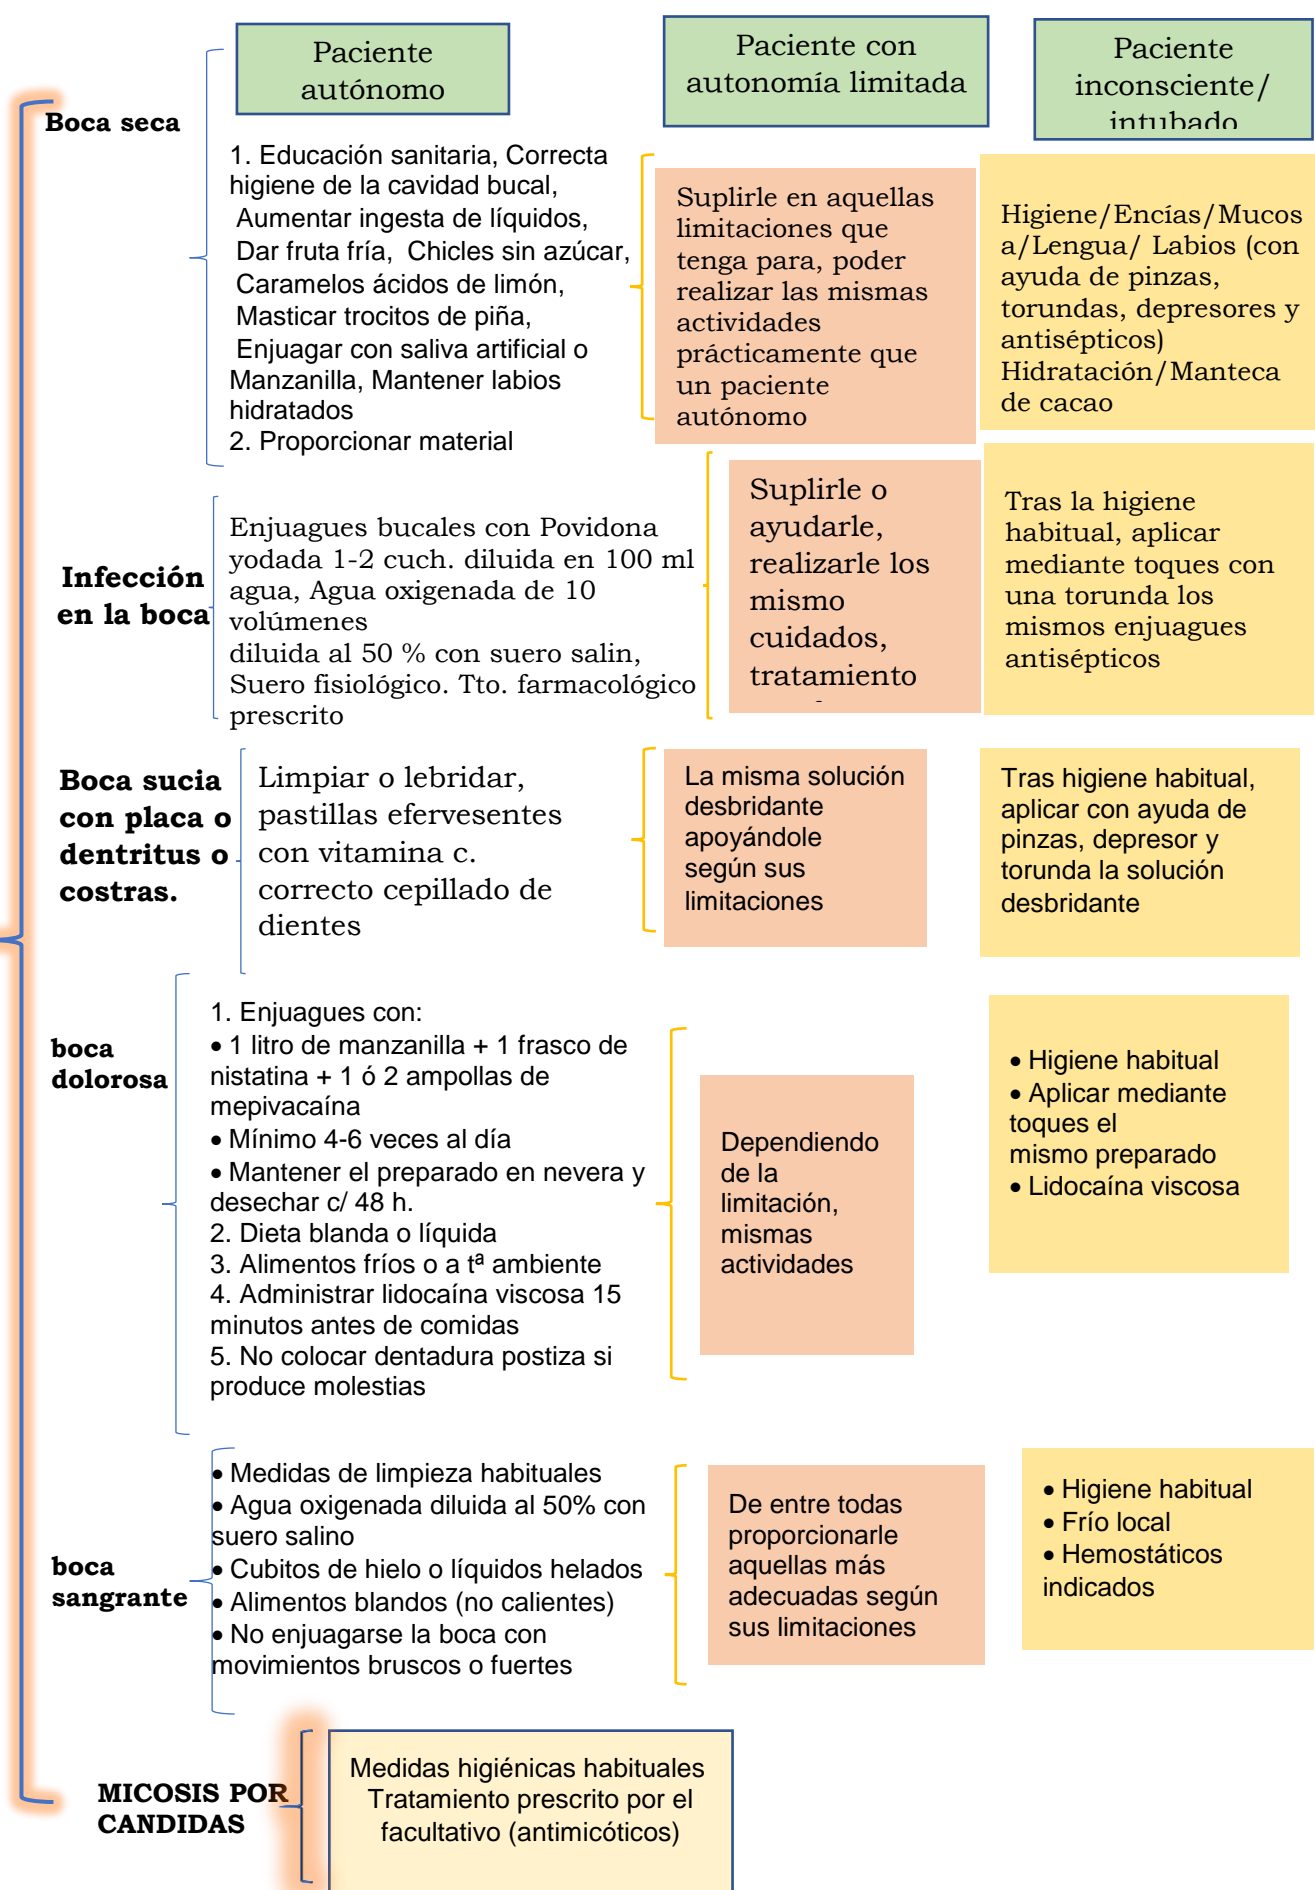 Paciente
autónomo
Paciente con
autonomía limitada
Paciente
inconsciente/
intubado
Boca seca
1. Educación sanitaria, Correcta
higiene de la cavidad bucal,
Aumentar ingesta de líquidos,
Dar fruta fría, Chicles sin azúcar,
Caramelos ácidos de limón,
Masticar trocitos de piña,
Enjuagar con saliva artificial o
Manzanilla, Mantener labios
hidratados
2. Proporcionar material
Suplirle en aquellas
limitaciones que
tenga para, poder
realizar las mismas
actividades
prácticamente que
un paciente
autónomo
Higiene/Encías/Mucos
a/Lengua/ Labios (con
ayuda de pinzas,
torundas, depresores y
antisépticos)
Hidratación/Manteca
de cacao
Infección
en la boca
Enjuagues bucales con Povidona
yodada 1-2 cuch. diluida en 100 ml
agua, Agua oxigenada de 10
volúmenes
diluida al 50 % con suero salin,
Suero fisiológico. Tto. farmacológico
prescrito
Suplirle o
ayudarle,
realizarle los
mismo
cuidados,
tratamiento
Tras la higiene
habitual, aplicar
mediante toques con
una torunda los
mismos enjuagues
antisépticos
Boca sucia
con placa o
dentritus o
costras.
Limpiar o lebridar,
pastillas efervesentes
con vitamina c.
correcto cepillado de
dientes
La misma solución
desbridante
apoyándole
según sus
limitaciones
Tras higiene habitual,
aplicar con ayuda de
pinzas, depresor y
torunda la solución
desbridante
boca
dolorosa
1. Enjuagues con:
• 1 litro de manzanilla + 1 frasco de
nistatina + 1 ó 2 ampollas de
mepivacaína
• Mínimo 4-6 veces al día
• Mantener el preparado en nevera y
desechar c/ 48 h.
2. Dieta blanda o líquida
3. Alimentos fríos o a tª ambiente
4. Administrar lidocaína viscosa 15
minutos antes de comidas
5. No colocar dentadura postiza si
produce molestias
Dependiendo
de la
limitación,
mismas
actividades
• Higiene habitual
• Aplicar mediante
toques el
mismo preparado
• Lidocaína viscosa
boca
sangrante
• Medidas de limpieza habituales
• Agua oxigenada diluida al 50% con
suero salino
• Cubitos de hielo o líquidos helados
• Alimentos blandos (no calientes)
• No enjuagarse la boca con
movimientos bruscos o fuertes
De entre todas
proporcionarle
aquellas más
adecuadas según
sus limitaciones
• Higiene habitual
• Frío local
• Hemostáticos
indicados
MICOSIS POR
CANDIDAS
Medidas higiénicas habituales
Tratamiento prescrito por el
facultativo (antimicóticos)